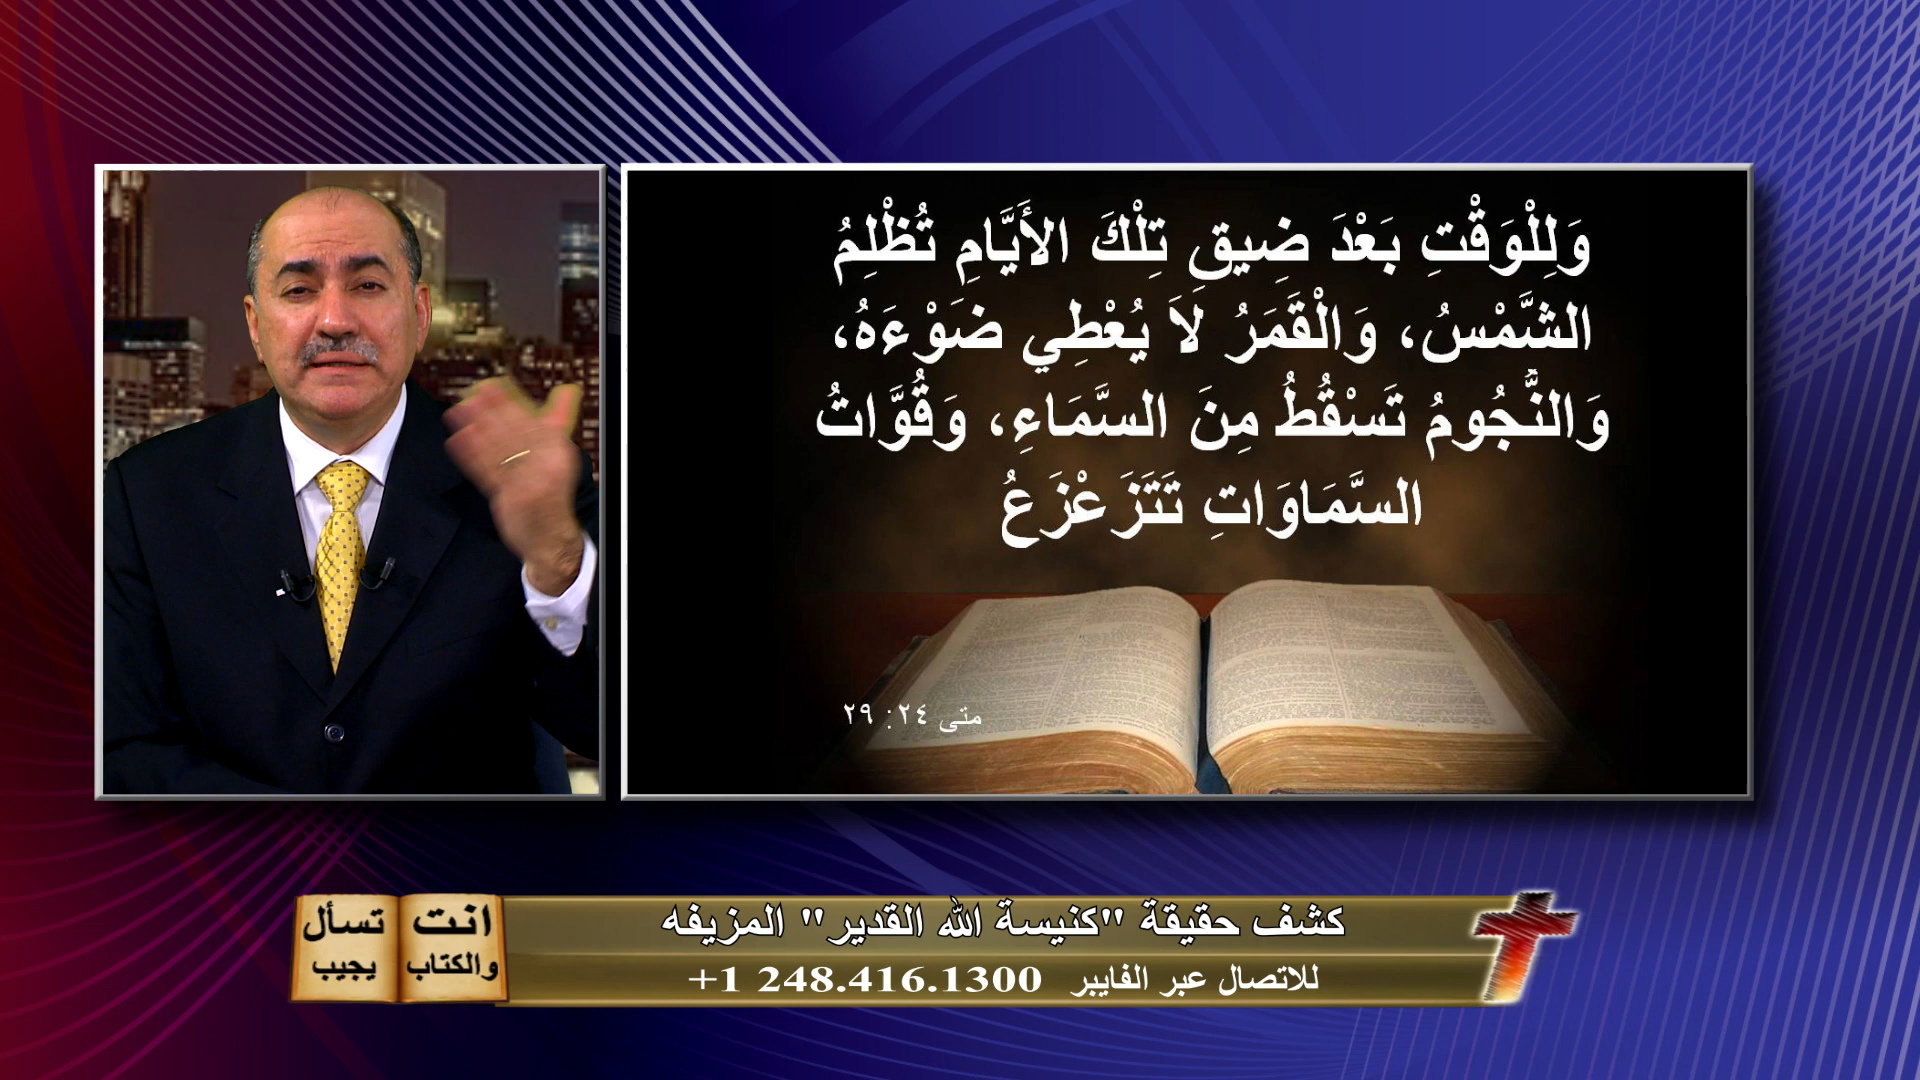 وَلِلْوَقْتِ بَعْدَ ضِيقِ تِلْكَ الأَيَّامِ تُظْلِمُ
الشَّمْسُ، وَالْقَمَرُ لاَ يُعْطِي ضَوْءَهُ،
وَالنُّجُومُ تَسْقُطُ مِنَ السَّمَاءِ، وَقُوَّاتُ
السَّمَاوَاتِ تَتَزَعْزَعُ
متى ٢٤: ٢٩
كشف حقيقة "كنيسة الله القدير" المزيفه
للاتصال عبر الفايبر +1 248.416.1300
انت تسأل
والكتاب يجيب